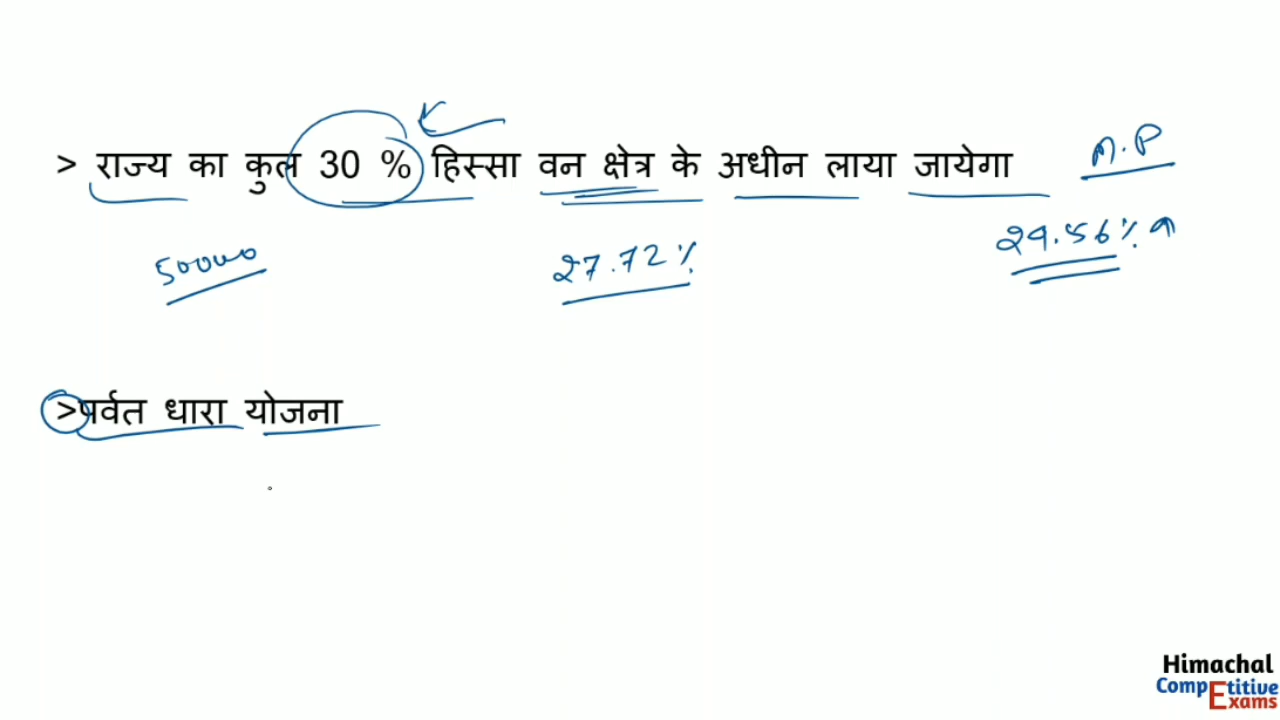 > राज्य का कुल 30 % हिस्सा वन क्षेत्र के अधीन लाया जायेगा
M.P
50000
27.72%
29.56%
>पर्वत धारा योजना
Himachal
CompEtitive
Exams